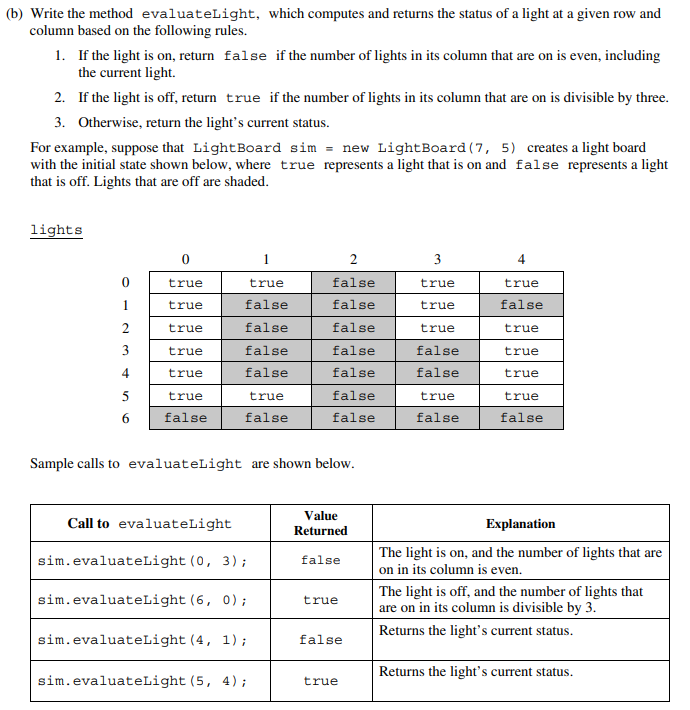 (b) Write the method evaluateLight, which computes and returns the status of a light at a given row and
column based on the following rules.
1. If the light is on, return false if the number of lights in its column that are on is even, including
the current light.
2. If the light is off, return true if the number of lights in its column that are on is divisible by three.
3. Otherwise, return the light's current status.
For example, suppose that LightBoard sim = new LightBoard(7, 5) creates a light board
with the initial state shown below, where true represents a light that is on and false represents a light
that is off. Lights that are off are shaded.
lights
0 1 2 3 4
0 true true false true true
1 true false false true false
2 true false false true true
3 true false false false true
4 true false false false true
5 true true false true true
6 false false false false false
Sample calls to evaluateLight are shown below.
Call to evaluateLight Value Returned Explanation
sim.evaluateLight(0, 3); false The light is on, and the number of lights that are
on in its column is even.
sim.evaluateLight(6, 0); true The light is off, and the number of lights that
are on in its column is divisible by 3.
sim.evaluateLight(4, 1); false Returns the light's current status.
sim.evaluateLight(5, 4); true Returns the light's current status.